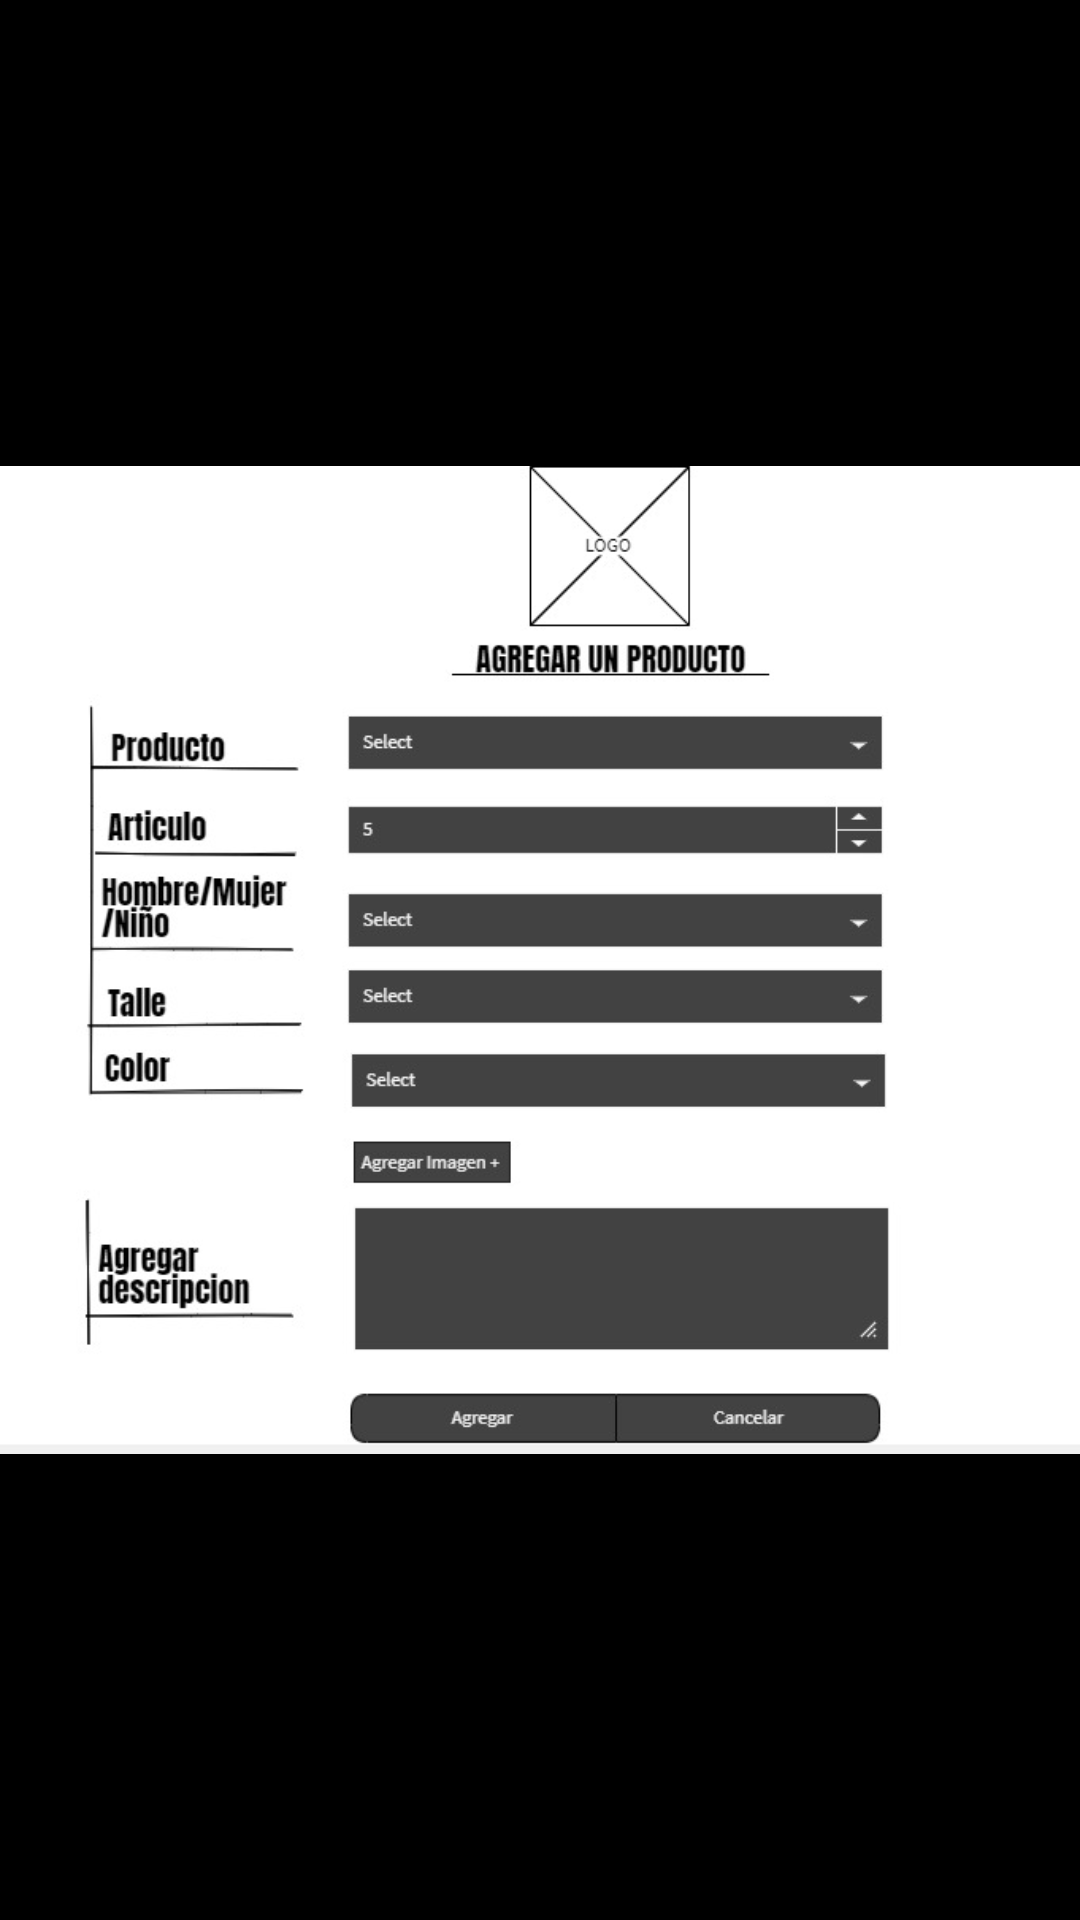 LOGO
AGREGAR UN PRODUCTO
Producto
Select
Articulo
5
Hombre/Mujer
/Niño
Select
Talle
Select
Color
Select
Agregar Imagen +
Agregar
descripcion
Agregar
Cancelar